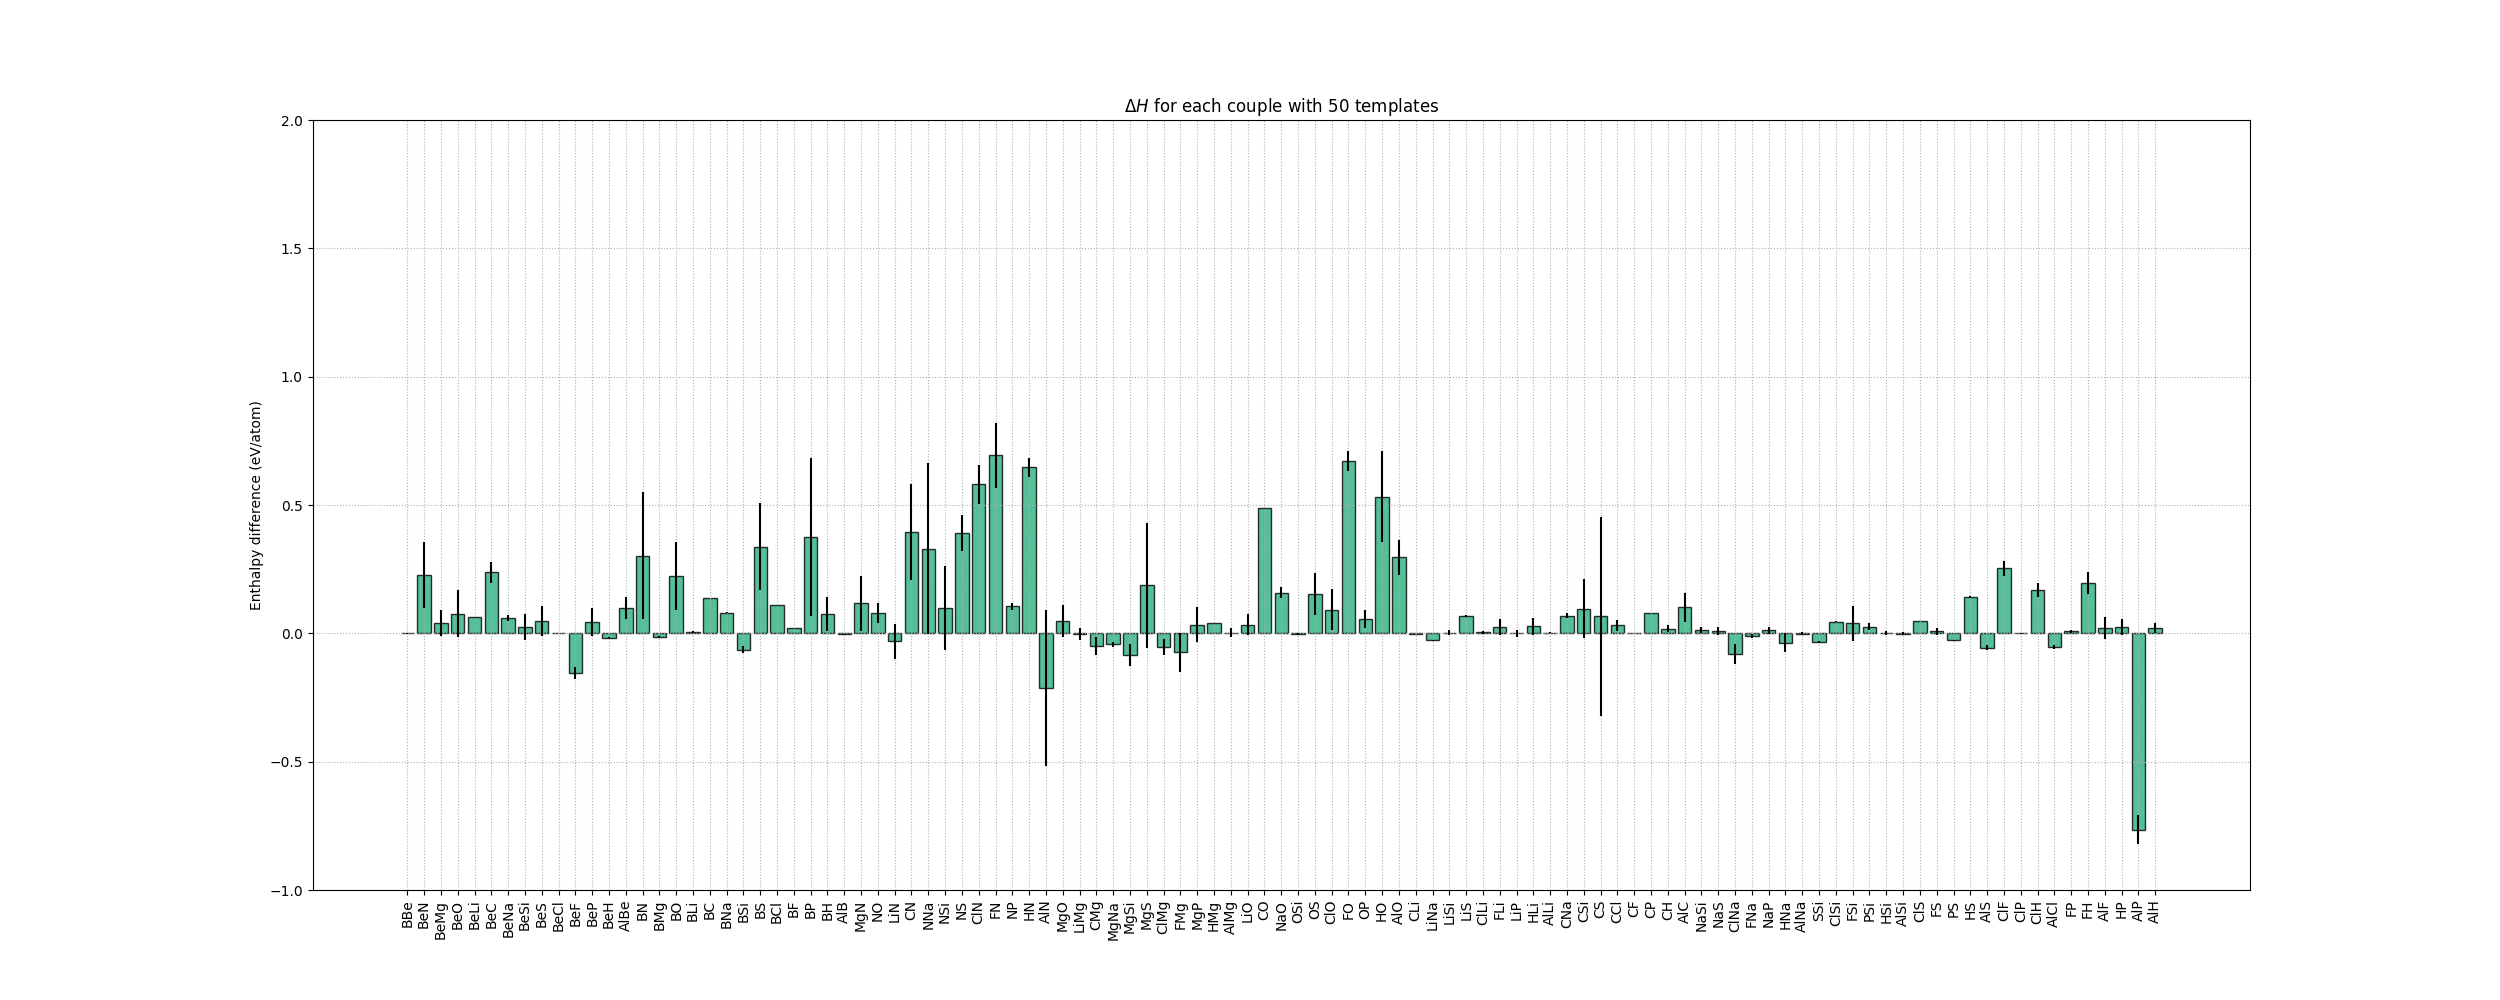 ΔH for each couple with 50 templates
Enthalpy difference (eV/atom)
2.0
1.5
1.0
0.5
0.0
−0.5
−1.0
BBe
BeN
BeMg
BeO
BeLi
BeC
BeNa
BeSi
BeS
BeCl
BeF
BeP
BeH
AlBe
BN
BMg
BO
BLi
BC
BNa
BSi
BS
BCl
BF
BP
BH
AlB
MgN
NO
LiN
CN
NNa
NSi
NS
ClN
FN
NP
HN
AlN
MgO
LiMg
CMg
MgNa
MgSi
MgS
ClMg
FMg
MgP
HMg
AlMg
LiO
CO
NaO
OSi
OS
ClO
FO
OP
HO
AlO
CLi
LiNa
LiSi
LiS
ClLi
FLi
LiP
HLi
AlLi
CNa
CSi
CS
CCl
CF
CP
CH
AlC
NaSi
NaS
ClNa
FNa
NaP
HNa
AlNa
SSi
ClSi
FSi
PSi
HSi
AlSi
ClS
FS
PS
HS
AlS
ClF
ClP
ClH
AlCl
FP
FH
AlF
HP
AlP
AlH